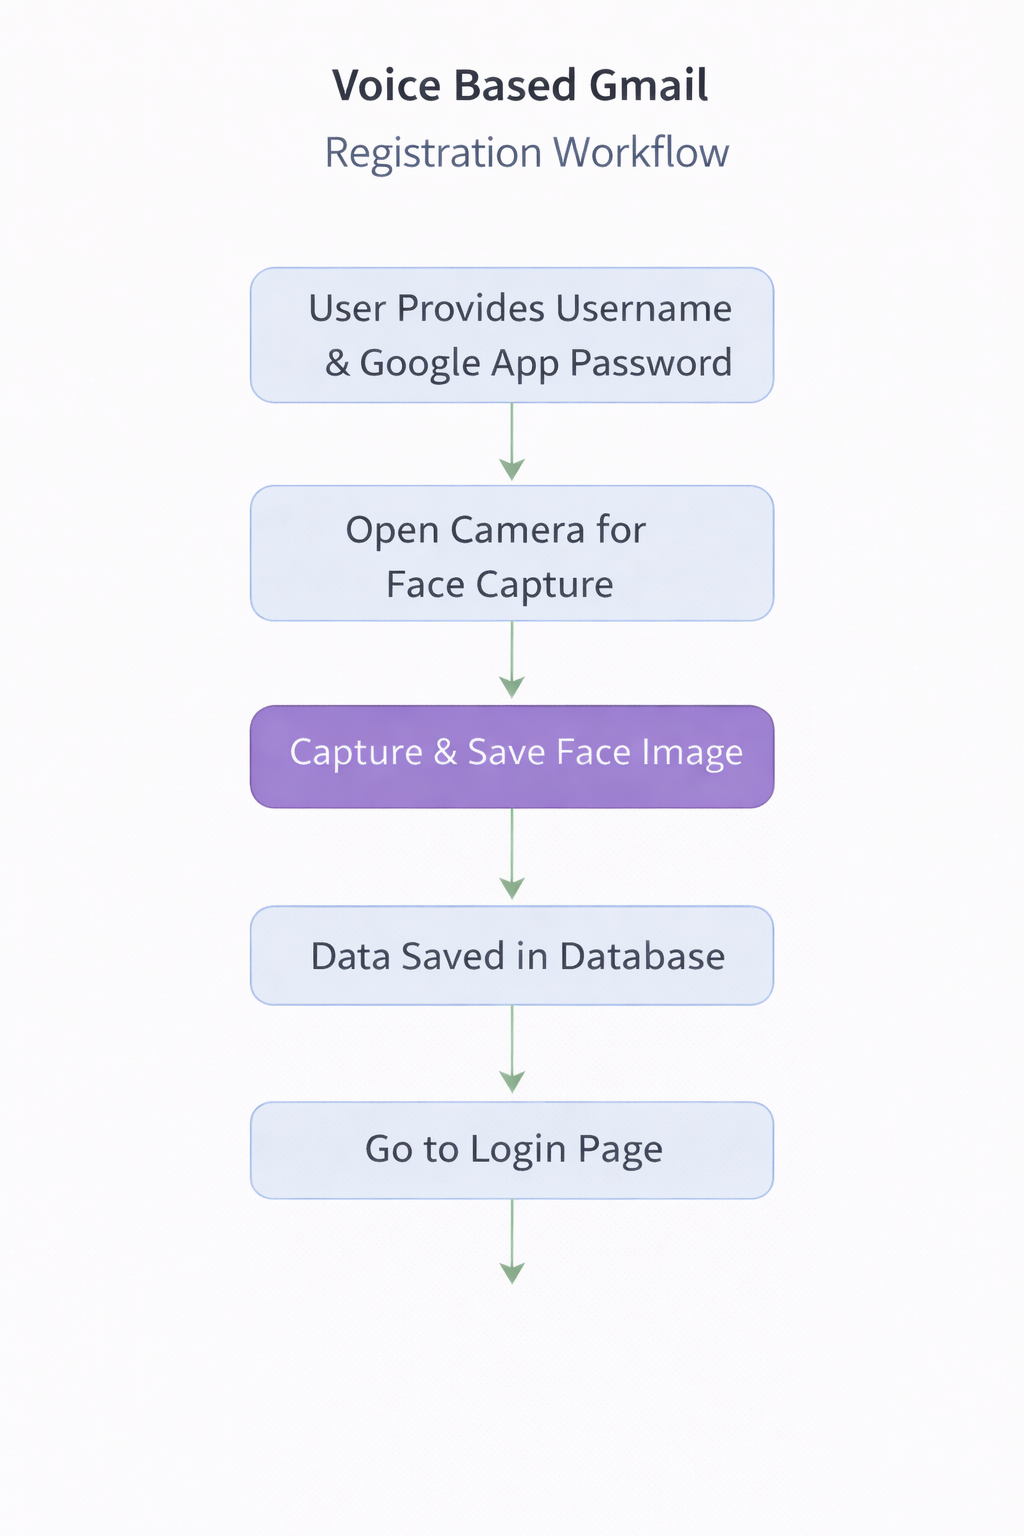 Voice Based Gmail
Registration Workflow
User Provides Username
& Google App Password
Open Camera for
Face Capture
Capture & Save Face Image
Data Saved in Database
Go to Login Page